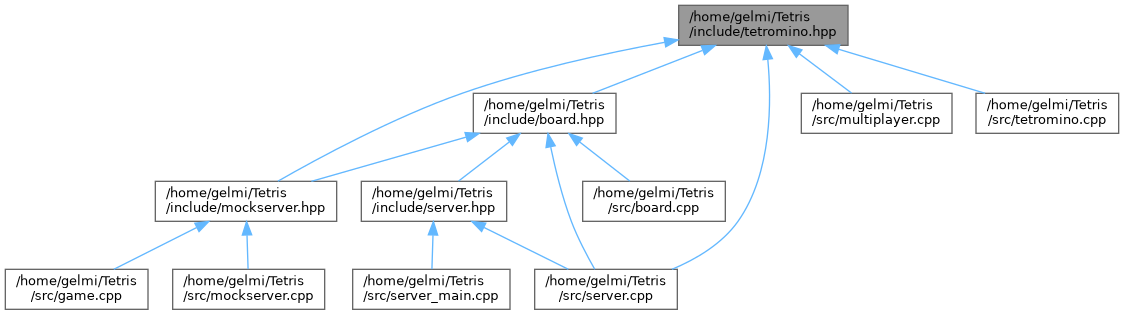 /home/gelmi/Tetris
/include/tetromino.hpp
/home/gelmi/Tetris
/include/board.hpp
/home/gelmi/Tetris
/src/multiplayer.cpp
/home/gelmi/Tetris
/src/tetromino.cpp
/home/gelmi/Tetris
/include/mockserver.hpp
/home/gelmi/Tetris
/include/server.hpp
/home/gelmi/Tetris
/src/board.cpp
/home/gelmi/Tetris
/src/game.cpp
/home/gelmi/Tetris
/src/mockserver.cpp
/home/gelmi/Tetris
/src/server_main.cpp
/home/gelmi/Tetris
/src/server.cpp